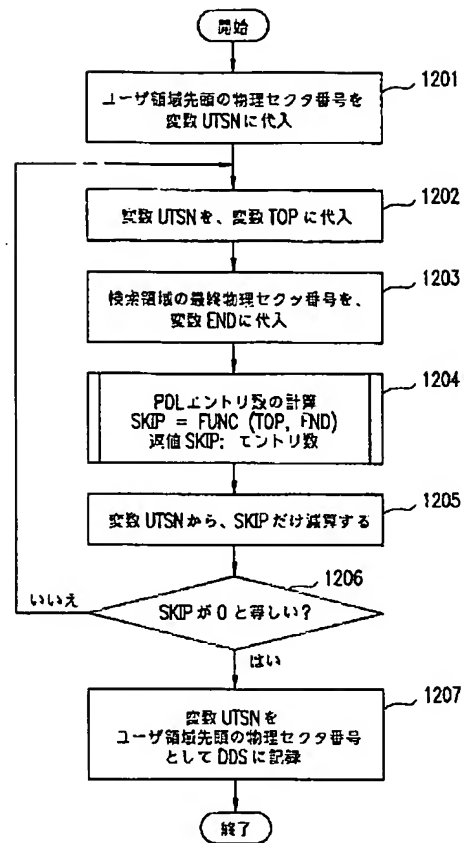 開始
1201
ユーザ領域先頭の物理セクタ番号を
変数 UTSN に代入
1202
変数 UTSN を、変数 TOP に代入
1203
検索領域の最終物理セクタ番号を、
変数 END に代入
1204
PDL エントリ数の計算
SKIP = FUNC (TOP, END)
返値 SKIP: エントリ数
1205
変数 UTSN から、SKIP だけ減算する
1206
SKIP が 0 と等しい?
いいえ
はい
1207
変数 UTSN を
ユーザ領域先頭の物理セクタ番号
として DDS に記録
終了